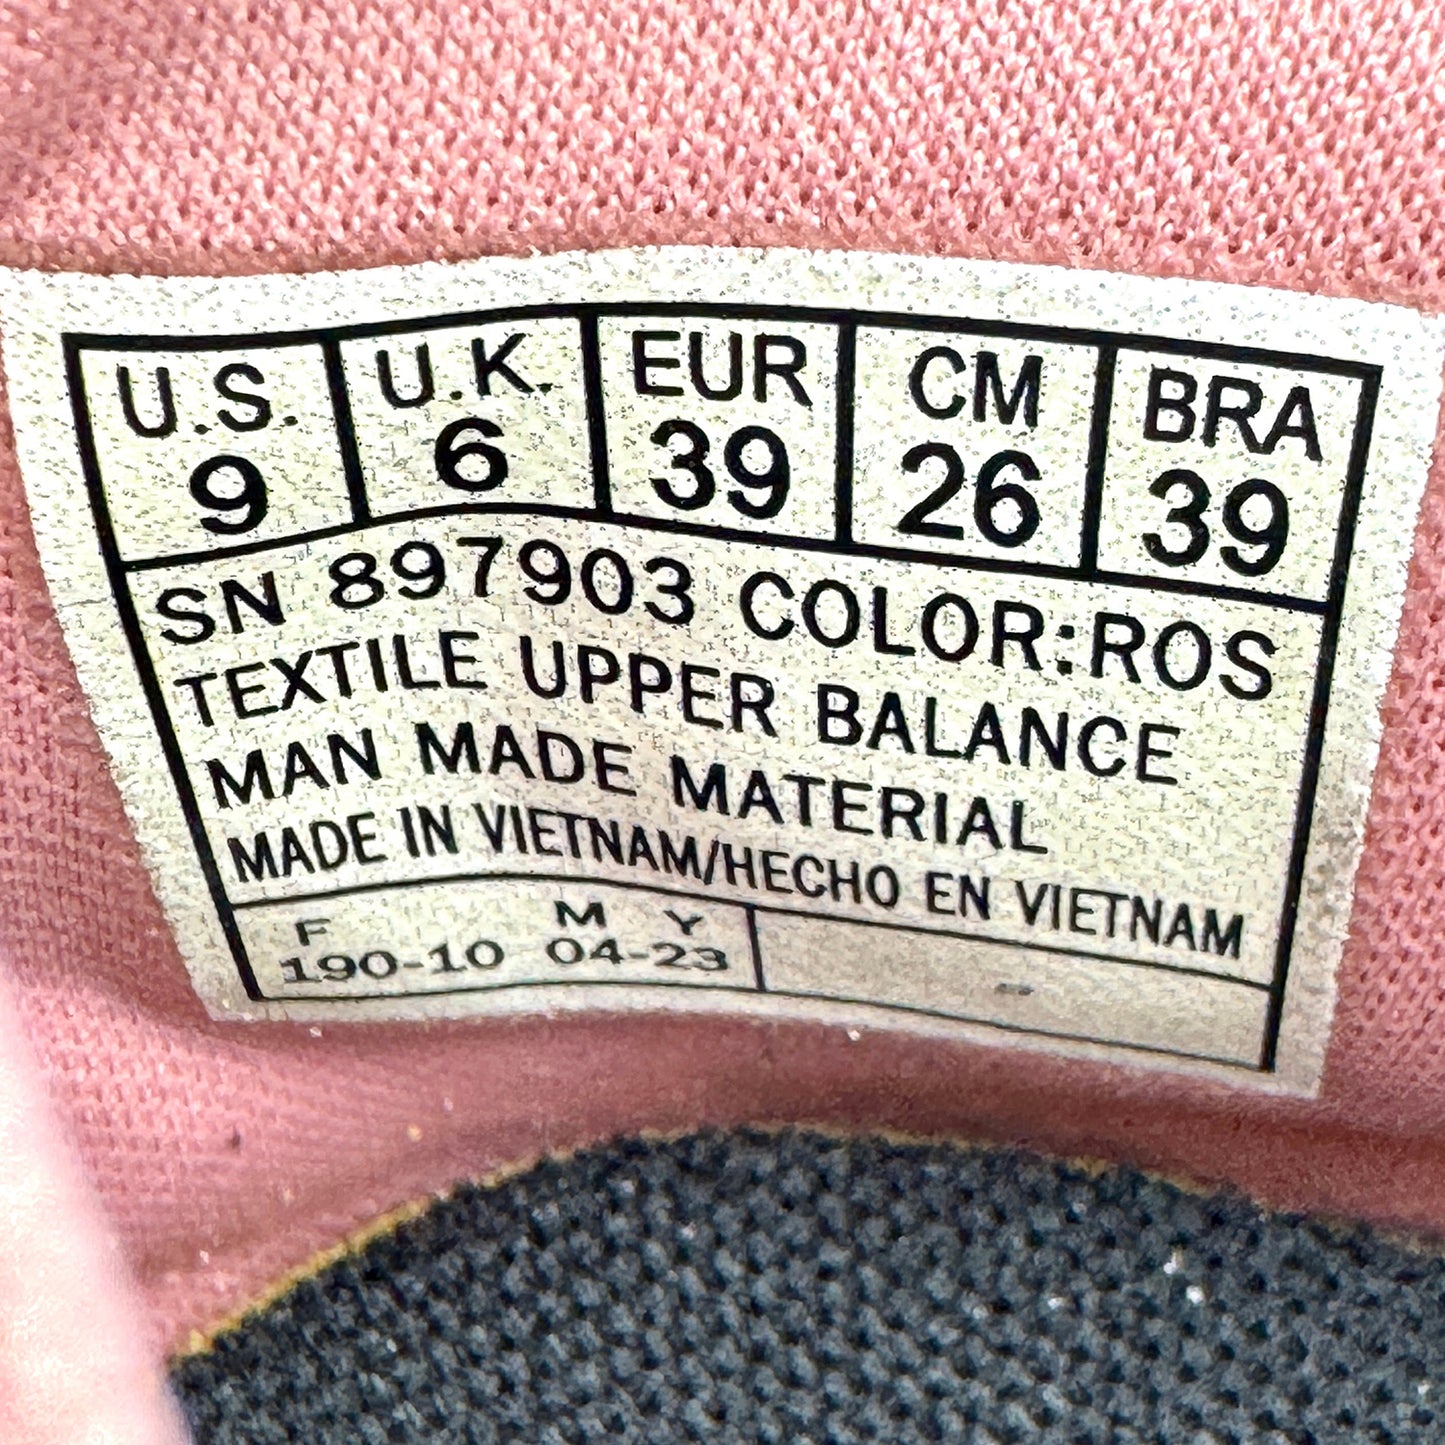 U.S. U.K. EUR CM BRA
9 6 39 26 39
SN 897903 COLOR:ROS
TEXTILE UPPER BALANCE
MAN MADE MATERIAL
MADE IN VIETNAM/HECHO EN VIETNAM
F M Y
190-10 04-23 -